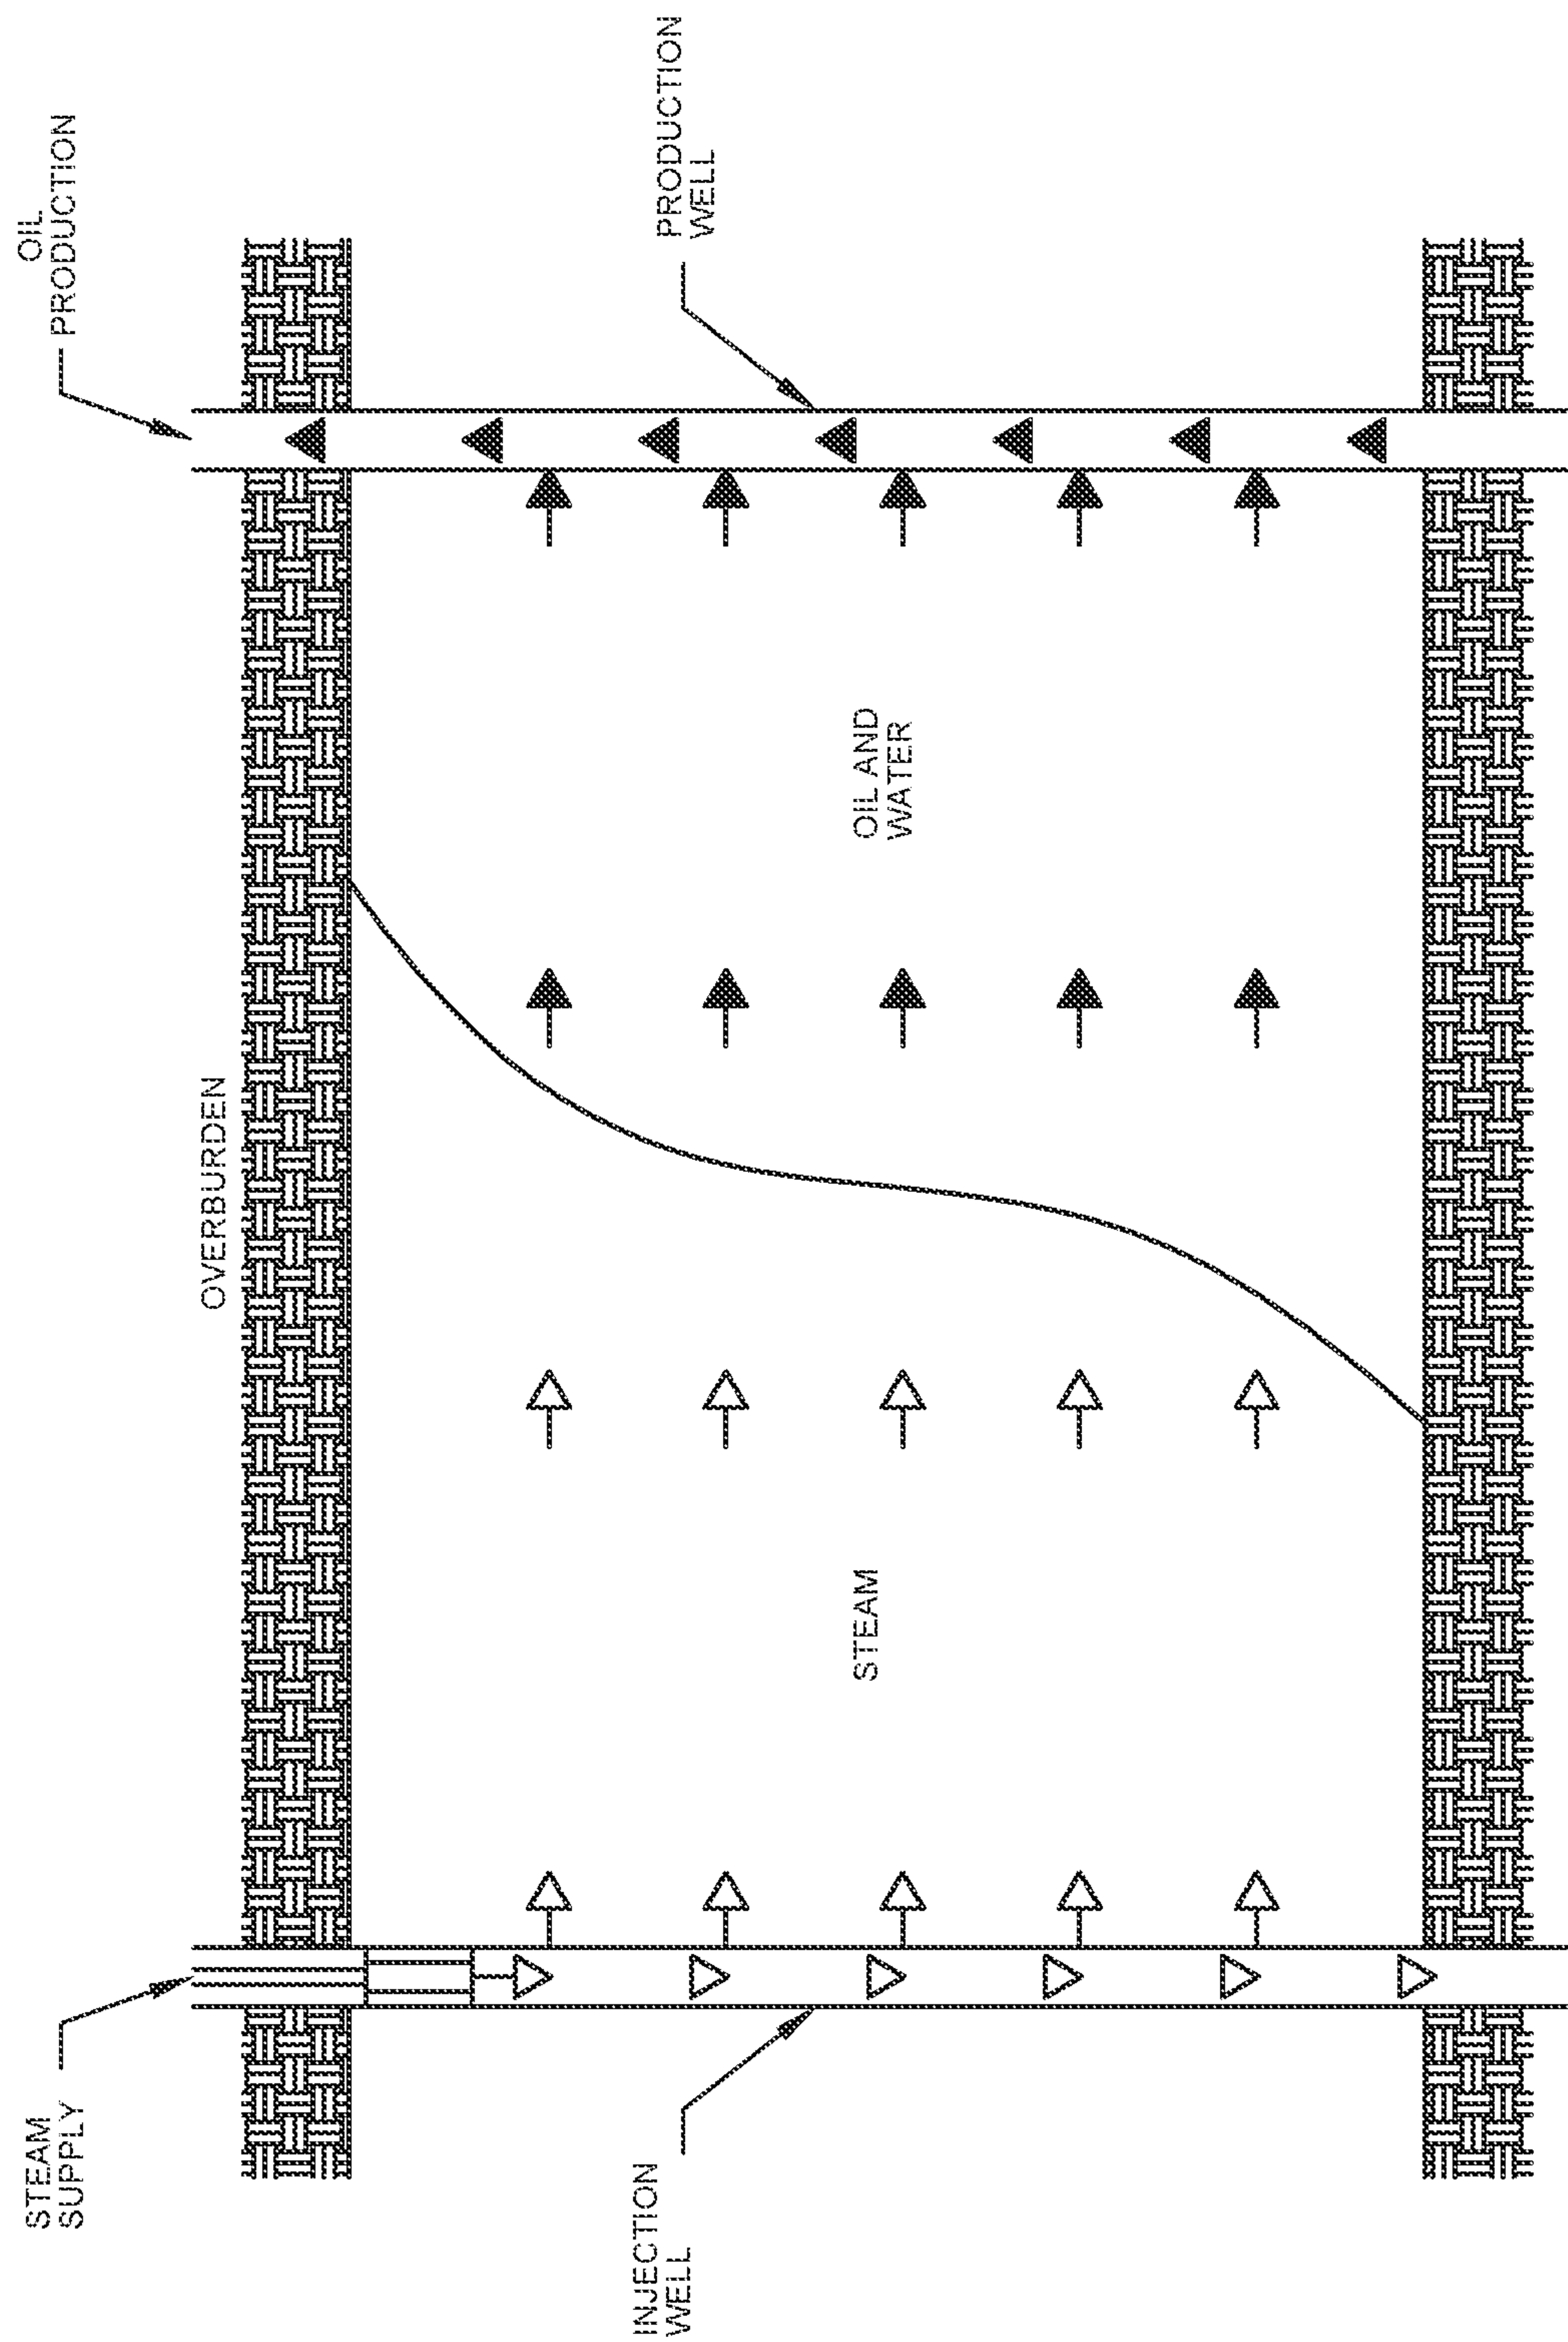 STEAM
SUPPLY
OIL
PRODUCTION
OVERBURDEN
INJECTION
WELL
PRODUCTION
WELL
STEAM
OIL AND
WATER